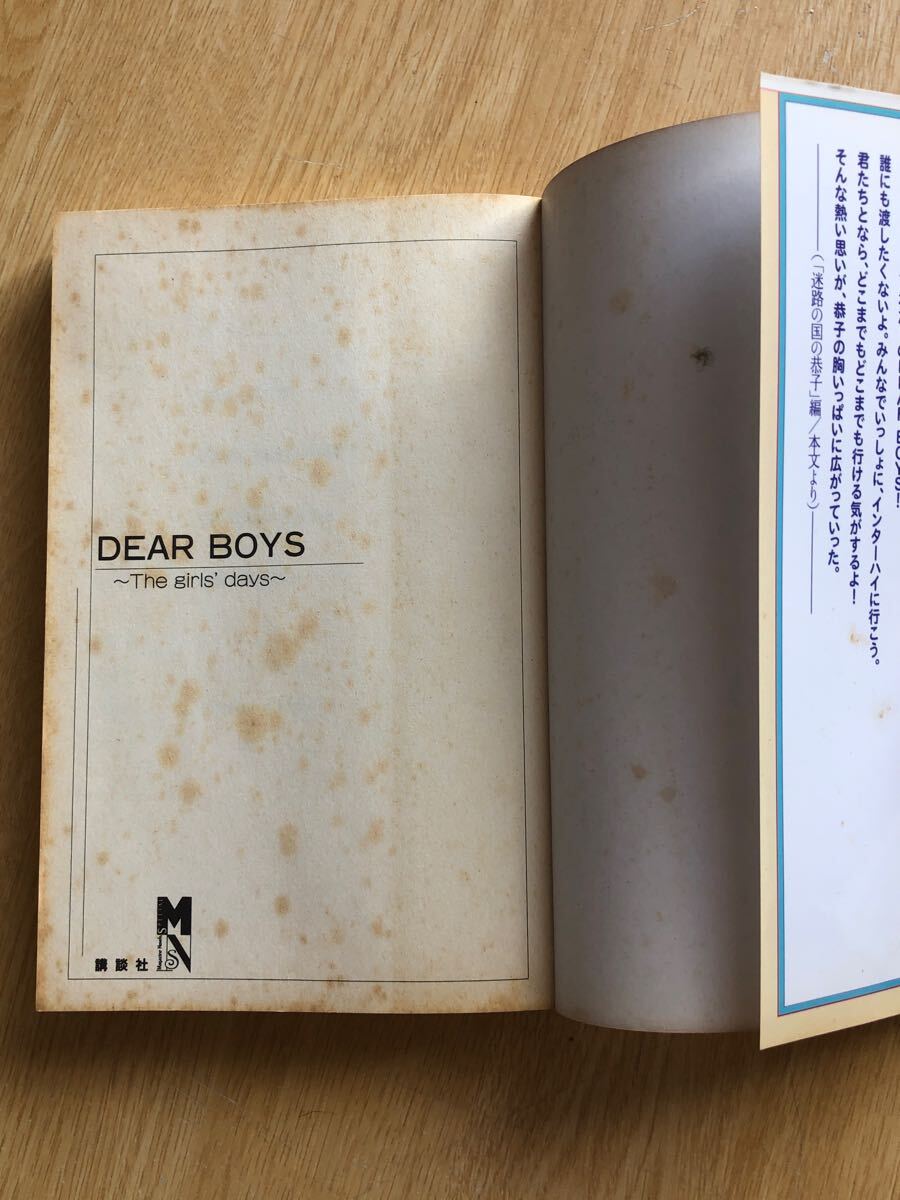 DEAR BOYS
～The girls' days～
講談社
Magazine Novels
SPECIAL
MNS
BOYS!
誰にも渡したくないよ。みんなでいっしょに、インターハイに行こう。
君たちとなら、どこまでもどこまでも行ける気がするよ！
そんな熱い思いが、恭子の胸いっぱいに広がっていった。
（「迷路の国の恭子」編／本文より）